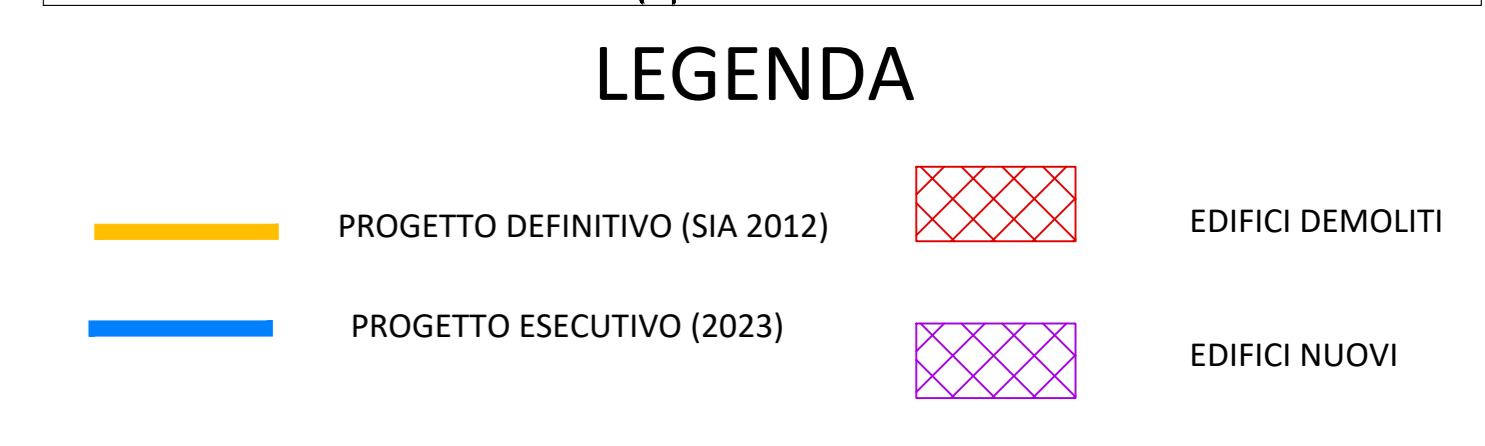 LEGENDA
PROGETTO DEFINITIVO (SIA 2012)
EDIFICI DEMOLITI
PROGETTO ESECUTIVO (2023)
EDIFICI NUOVI